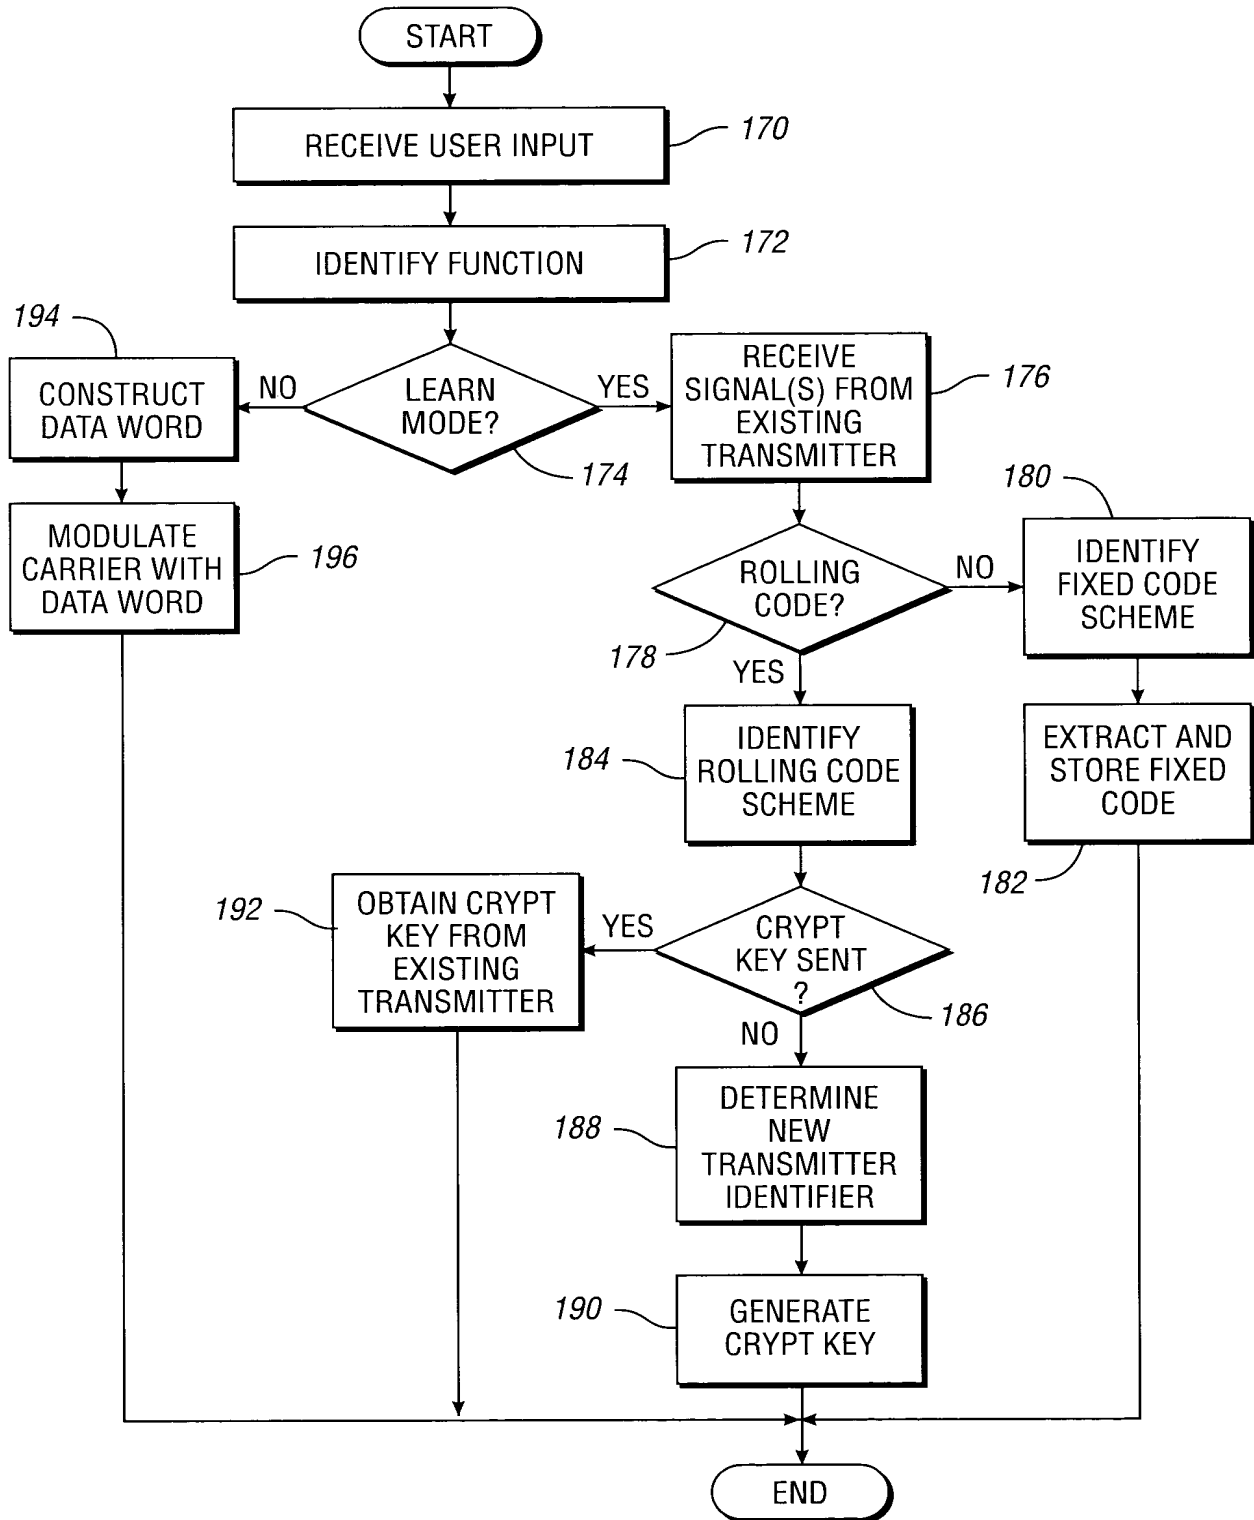 START
RECEIVE USER INPUT
170
IDENTIFY FUNCTION
172
194
CONSTRUCT
DATA WORD
NO
LEARN
MODE?
YES
174
RECEIVE
SIGNAL(S) FROM
EXISTING
TRANSMITTER
176
MODULATE
CARRIER WITH
DATA WORD
196
ROLLING
CODE?
178
NO
YES
180
IDENTIFY
FIXED CODE
SCHEME
184
IDENTIFY
ROLLING CODE
SCHEME
EXTRACT AND
STORE FIXED
CODE
182
192
OBTAIN CRYPT
KEY FROM
EXISTING
TRANSMITTER
YES
CRYPT
KEY SENT
?
186
NO
188
DETERMINE
NEW
TRANSMITTER
IDENTIFIER
190
GENERATE
CRYPT KEY
END